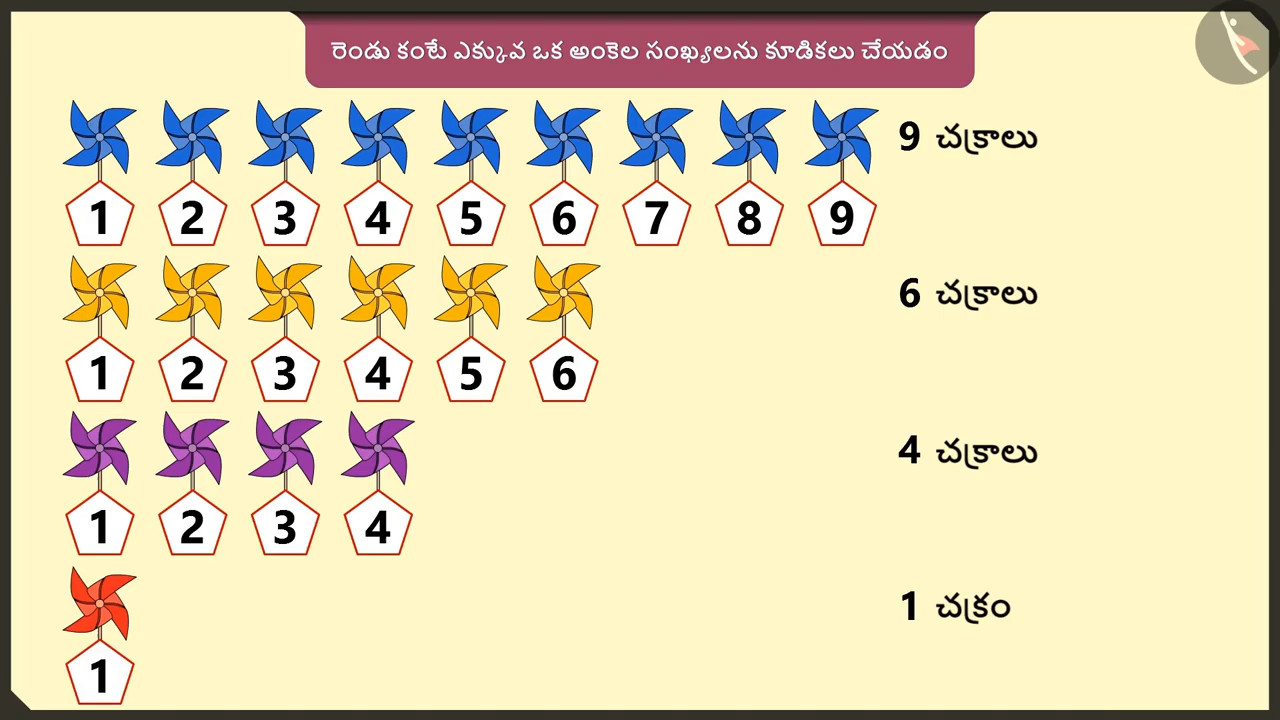 రెండు కంటే ఎక్కువ ఒక అంకెల సంఖ్యలను కూడికలు చేయడం
9 చక్రాలు
1 2 3 4 5 6 7 8 9
6 చక్రాలు
1 2 3 4 5 6
4 చక్రాలు
1 2 3 4
1 చక్రం
1